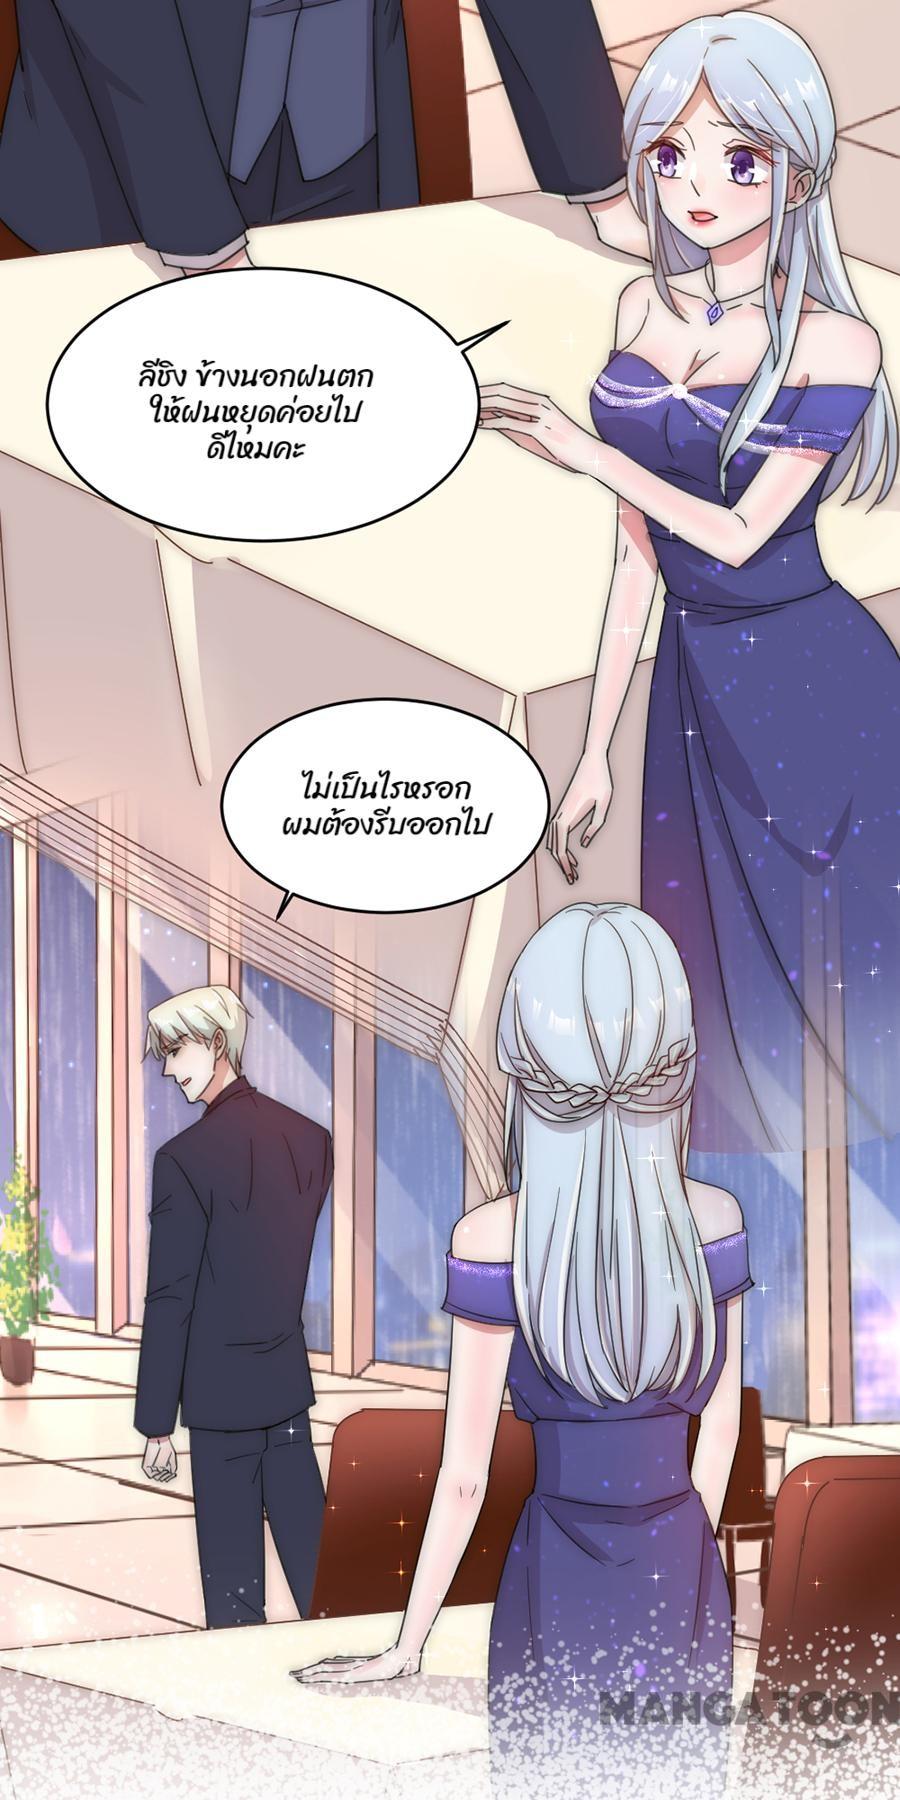 ลี่ชิง ข้างนอกฝนตก
ให้ฝนหยุดค่อยไป
ดีไหมคะ
ไม่เป็นไรหรอก
ผมต้องรีบออกไป
MANGATOON